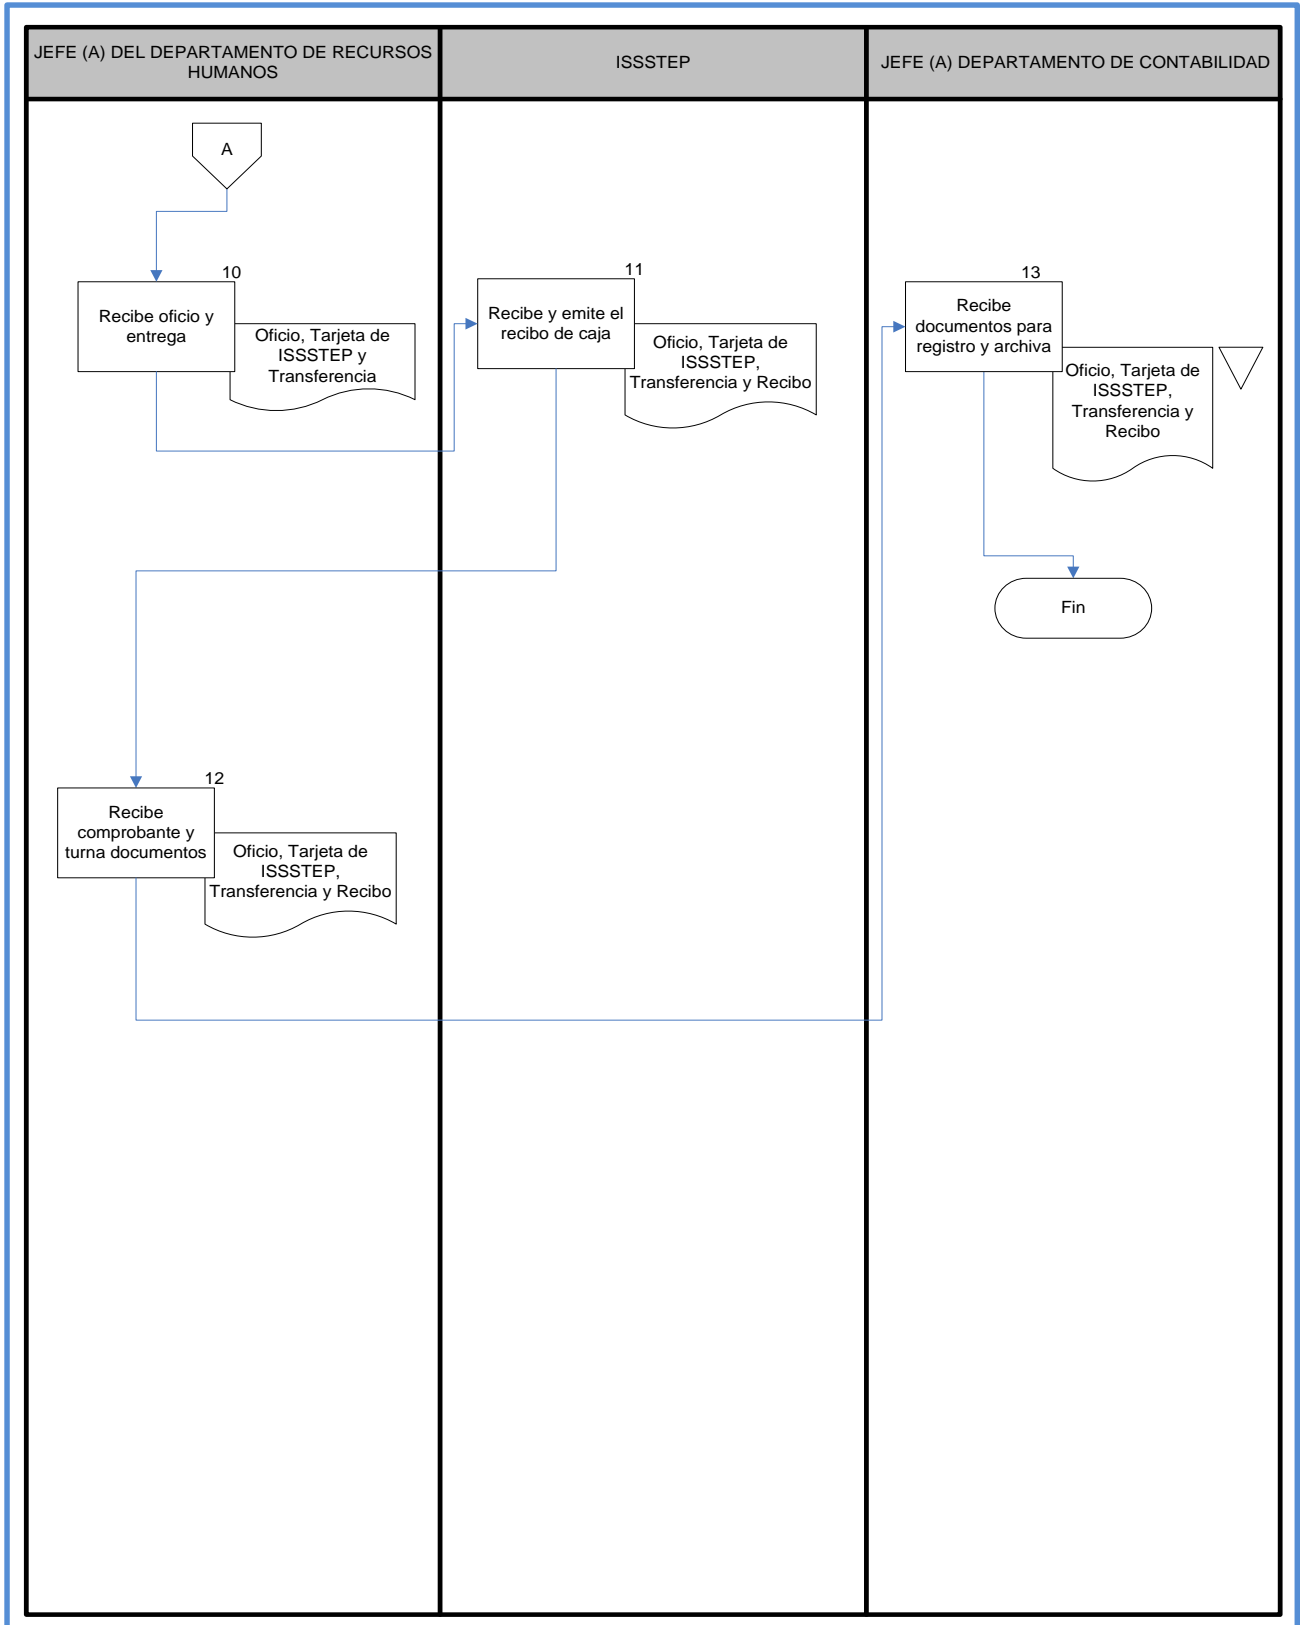 JEFE (A) DEL DEPARTAMENTO DE RECURSOS
HUMANOS
ISSSTEP
JEFE (A) DEPARTAMENTO DE CONTABILIDAD
A
10
Recibe oficio y
entrega
Oficio, Tarjeta de
ISSSTEP y
Transferencia
11
Recibe y emite el
recibo de caja
Oficio, Tarjeta de
ISSSTEP,
Transferencia y Recibo
13
Recibe
documentos para
registro y archiva
Oficio, Tarjeta de
ISSSTEP,
Transferencia y
Recibo
Fin
12
Recibe
comprobante y
turna documentos
Oficio, Tarjeta de
ISSSTEP,
Transferencia y Recibo